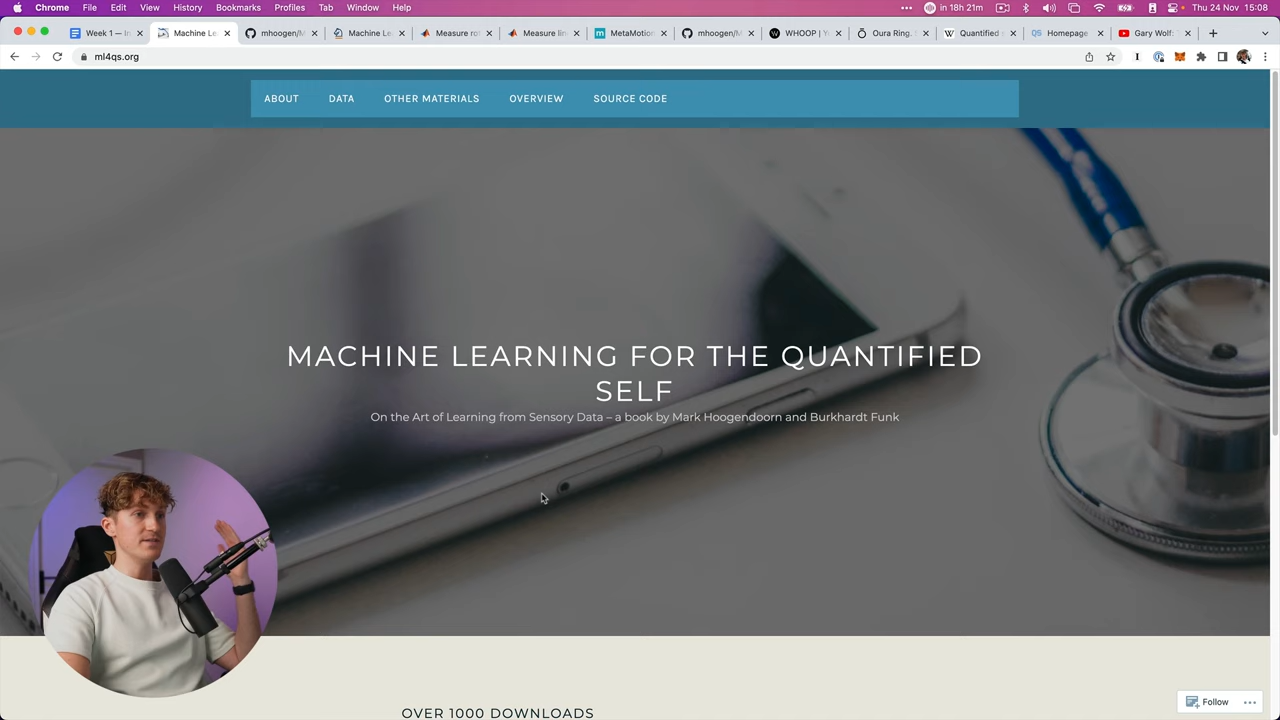 Chrome File Edit View History Bookmarks Profiles Tab Window Help
in 18h 21m Thu 24 Nov 15:08
Week 1 — In
Machine Le
mhoogen/M
Machine Le
Measure ro
Measure lin
MetaMotion
mhoogen/M
WHOOP | Y
Oura Ring.
Quantified s
QS Homepage
Gary Wolf:
ml4qs.org
ABOUT DATA OTHER MATERIALS OVERVIEW SOURCE CODE
MACHINE LEARNING FOR THE QUANTIFIED
SELF
On the Art of Learning from Sensory Data – a book by Mark Hoogendoorn and Burkhardt Funk
OVER 1000 DOWNLOADS
Follow